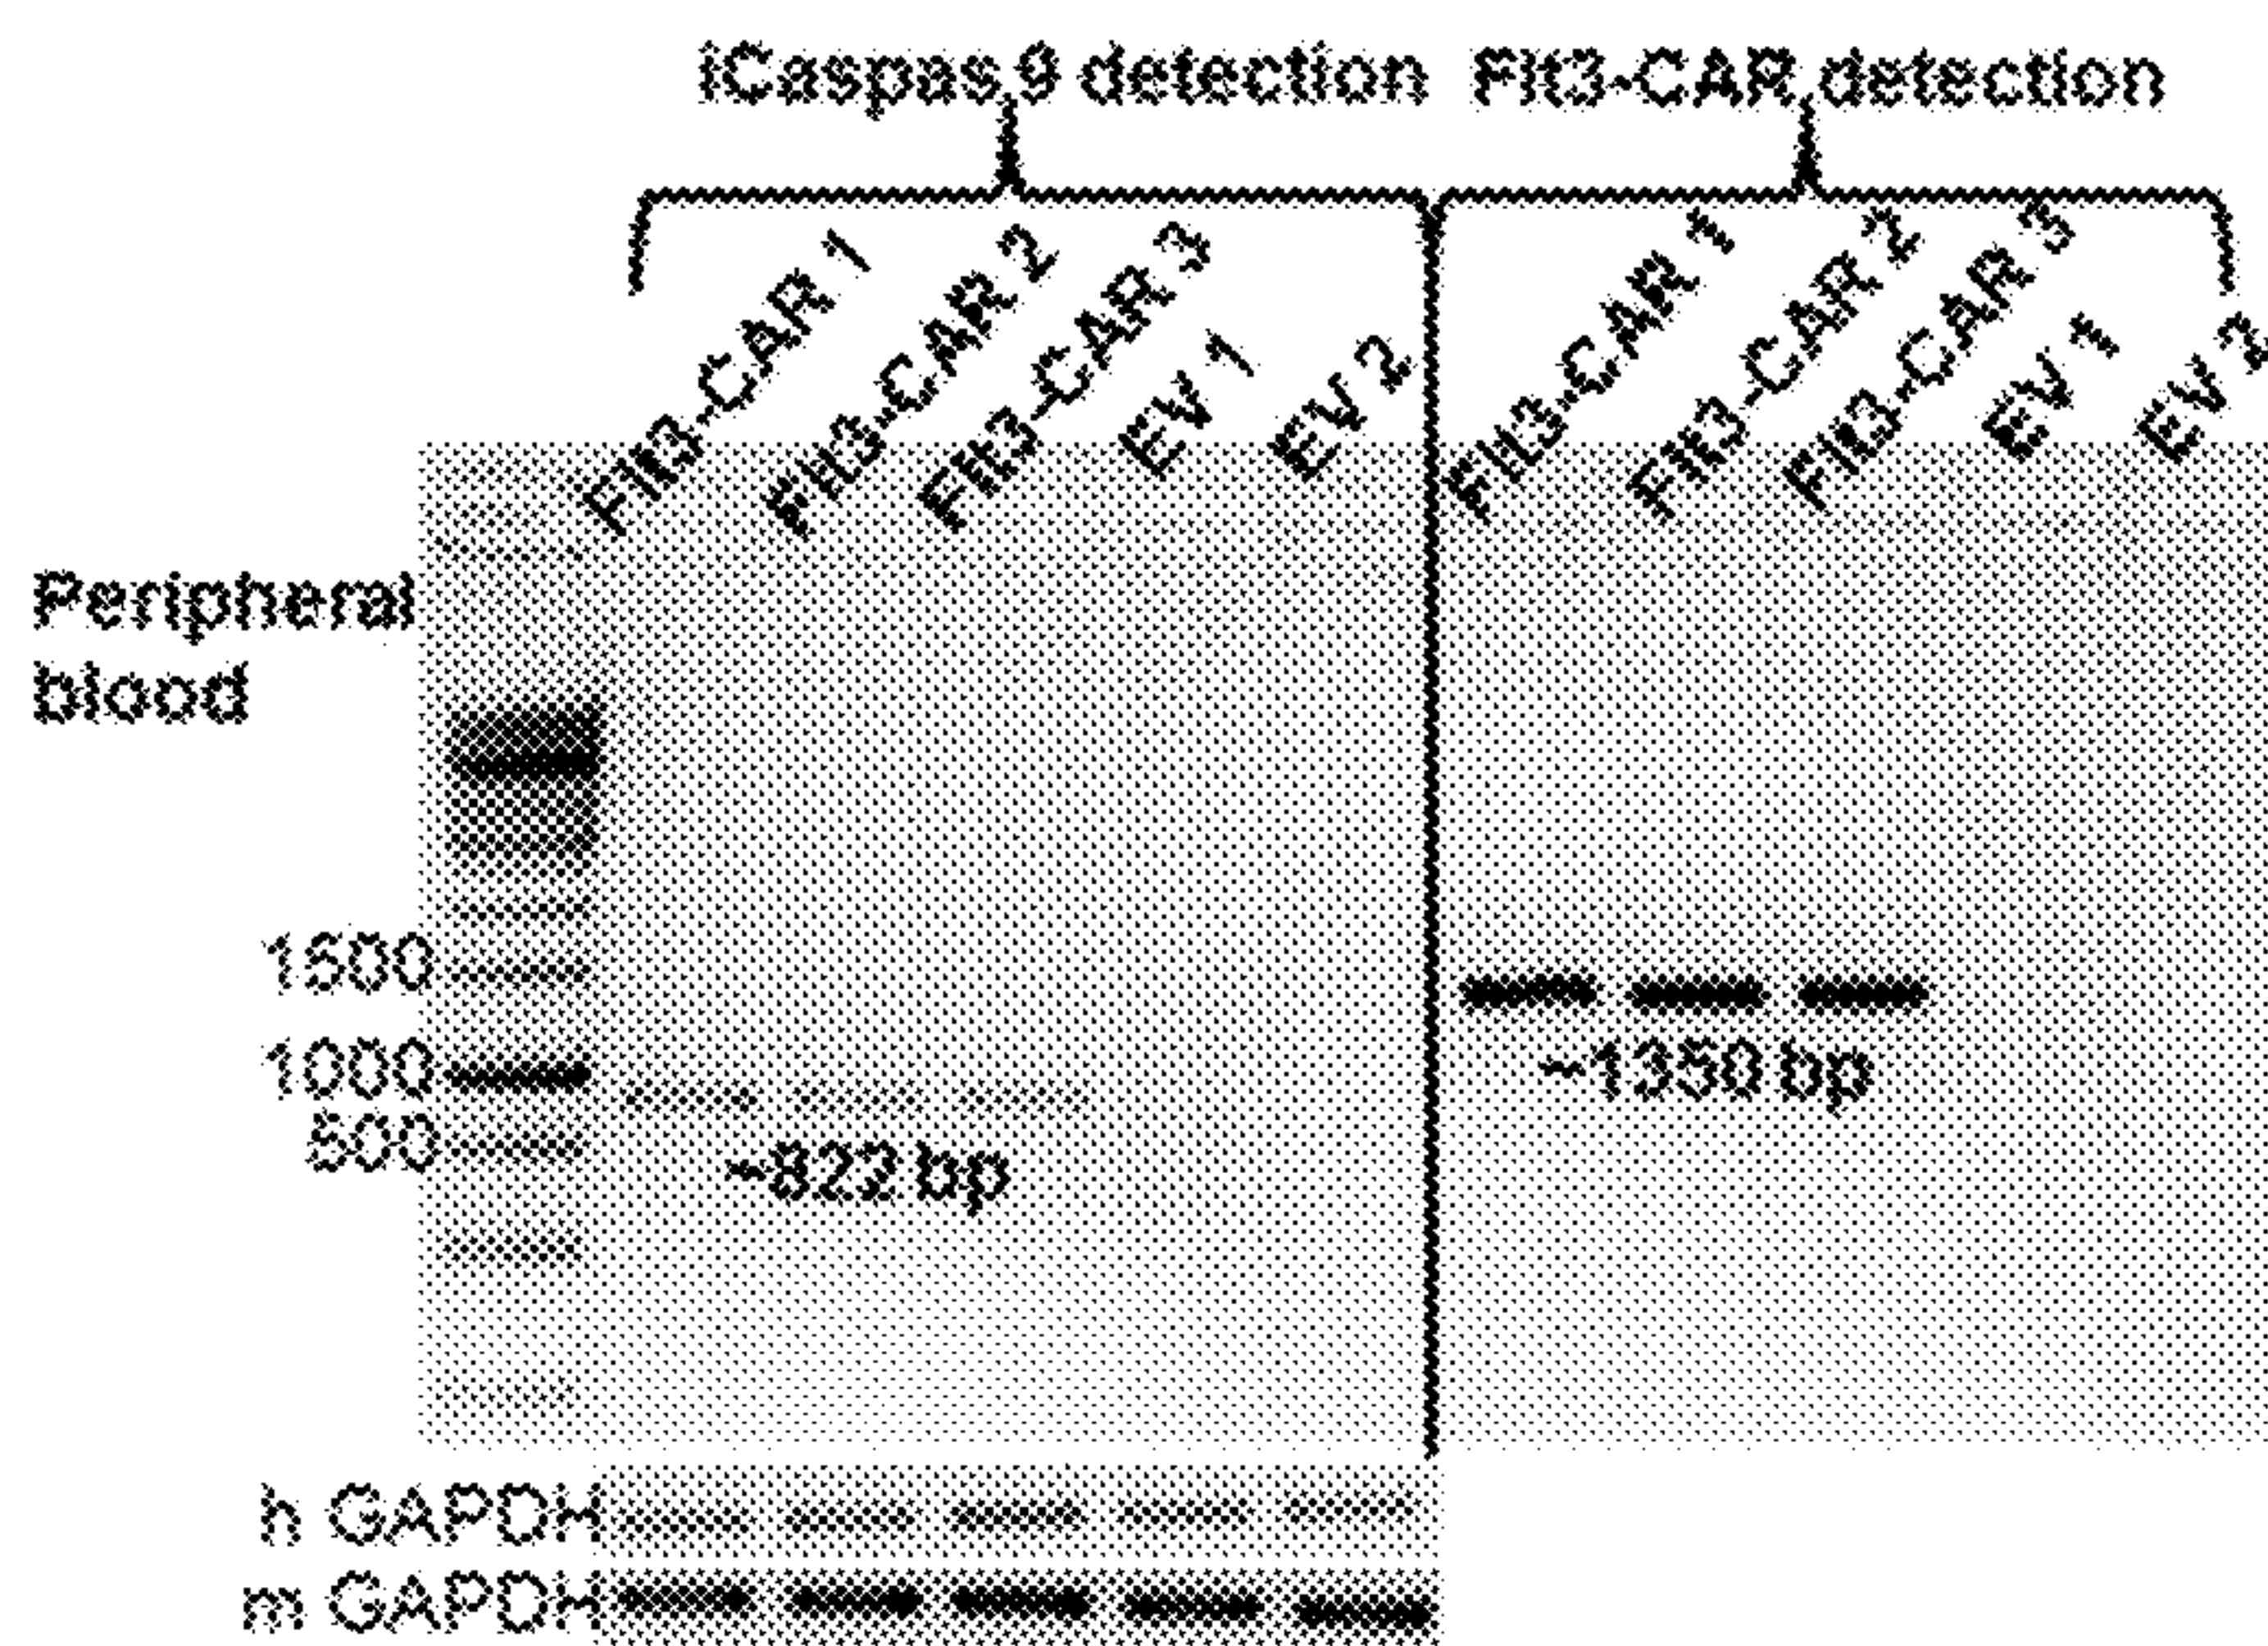 iCaspas 9 detection Flt3-CAR detection
Flt3-CAR 1
Flt3-CAR 2
Flt3-CAR 3
EV 1
EV 2
Flt3-CAR 1
Flt3-CAR 2
Flt3-CAR 3
EV 1
EV 2
Peripheral
blood
1500
1000
500
~1350 bp
~822 bp
h GAPDH
m GAPDH